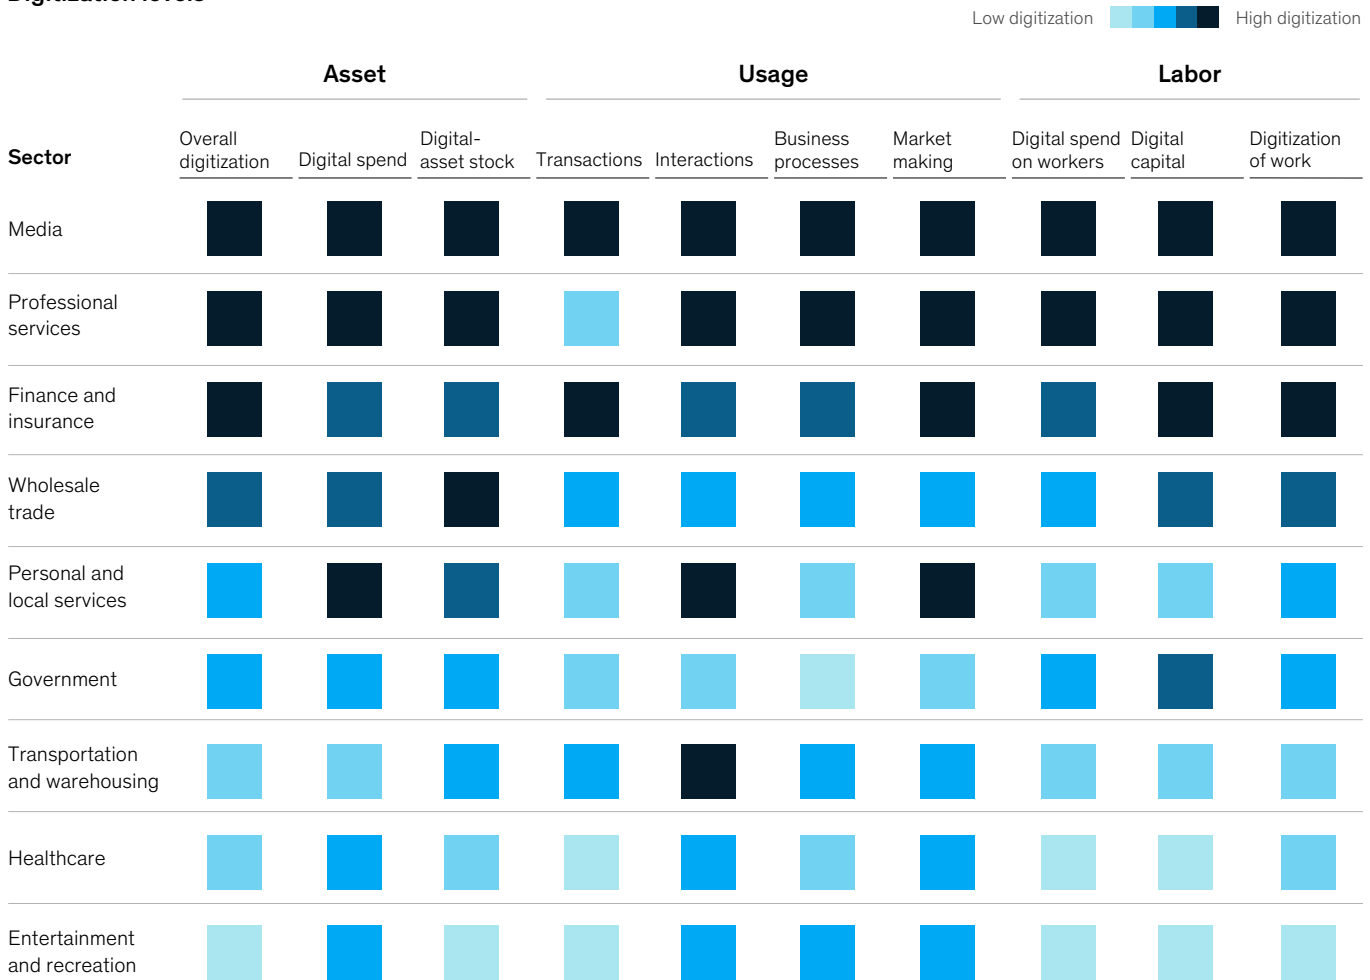 Low digitization High digitization
Asset Usage Labor
Sector
Overall
digitization
Digital spend
Digital-
asset stock
Transactions
Interactions
Business
processes
Market
making
Digital spend
on workers
Digital
capital
Digitization
of work
Media
Professional
services
Finance and
insurance
Wholesale
trade
Personal and
local services
Government
Transportation
and warehousing
Healthcare
Entertainment
and recreation